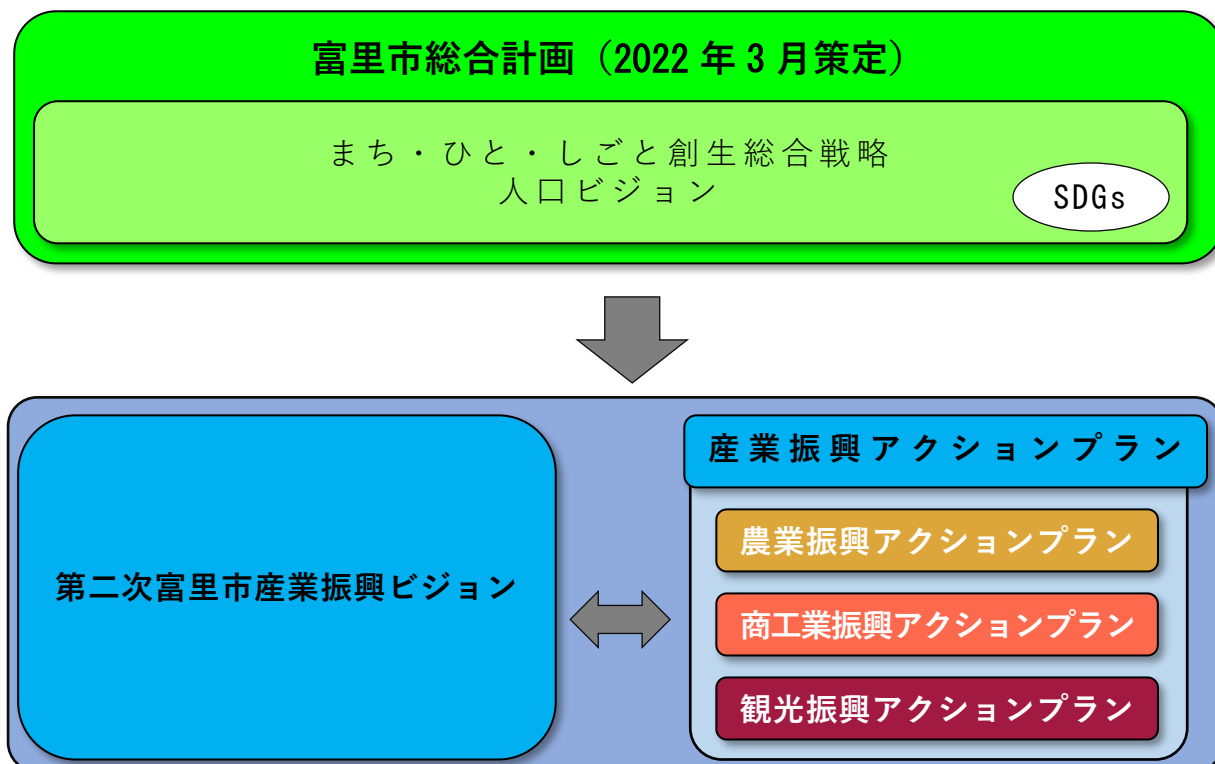 富里市総合計画（2022年3月策定）
まち・ひと・しごと創生総合戦略
人口ビジョン
SDGs
第二次富里市産業振興ビジョン
産業振興アクションプラン
農業振興アクションプラン
商工業振興アクションプラン
観光振興アクションプラン